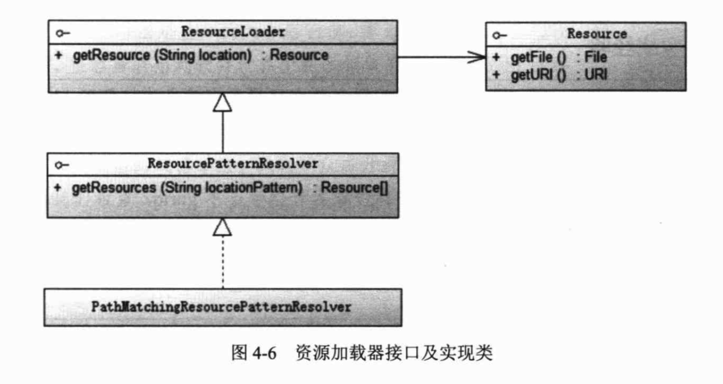 ResourceLoader
+ getResource (String location) : Resource
Resource
+ getFile () : File
+ getURI () : URI
ResourcePatternResolver
+ getResources (String locationPattern) : Resource[]
PathMatchingResourcePatternResolver
图 4-6 资源加载器接口及实现类